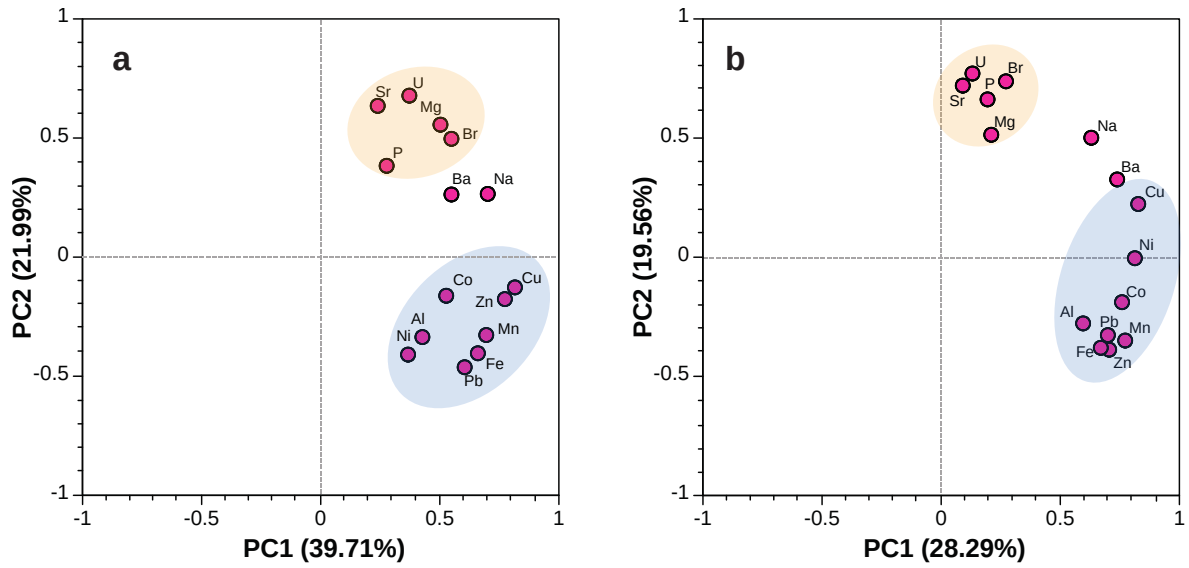 a
1
0.5
0
-0.5
-1
-1
-0.5
0
0.5
1
PC2 (21.99%)
PC1 (39.71%)
Sr
U
Mg
Br
P
Ba
Na
Co
Cu
Zn
Al
Ni
Mn
Fe
Pb
b
1
0.5
0
-0.5
-1
-1
-0.5
0
0.5
1
PC2 (19.56%)
PC1 (28.29%)
U
Br
P
Sr
Mg
Na
Ba
Cu
Ni
Co
Al
Pb
Mn
Fe
Zn